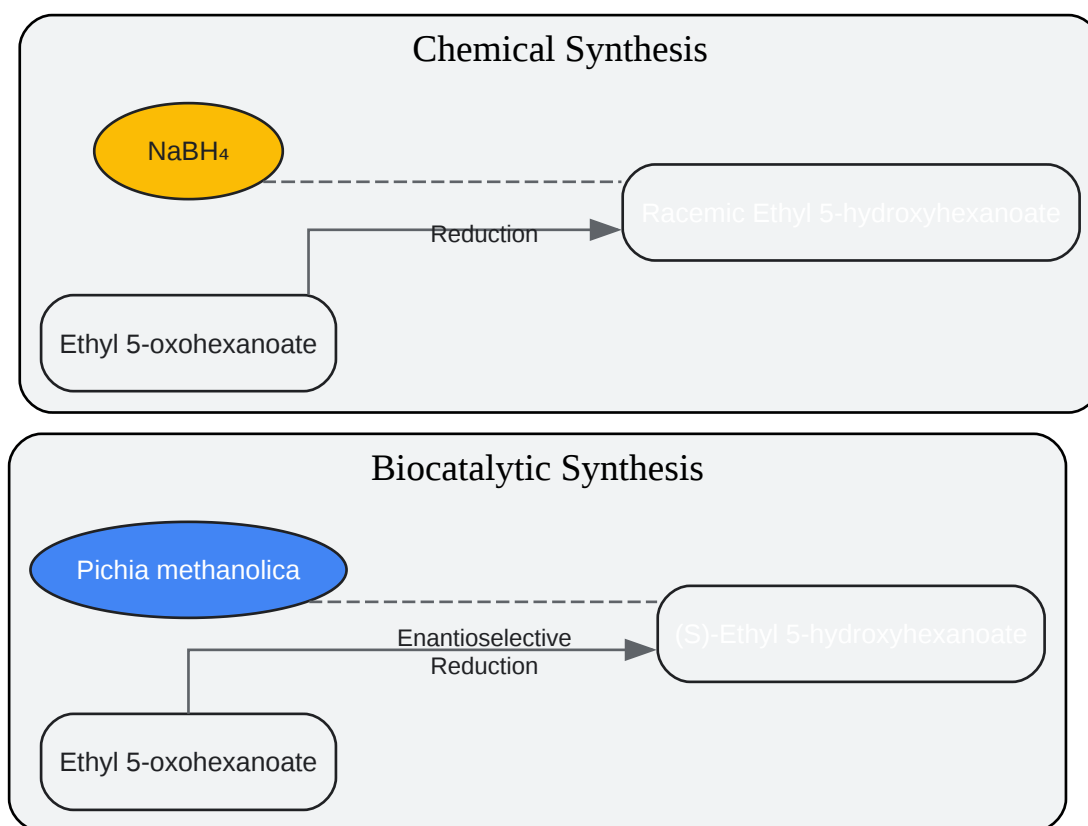 Chemical Synthesis
NaBH₄
Racemic Ethyl 5-hydroxyhexanoate
Reduction
Ethyl 5-oxohexanoate
Biocatalytic Synthesis
Pichia methanolica
(S)-Ethyl 5-hydroxyhexanoate
Enantioselective
Reduction
Ethyl 5-oxohexanoate